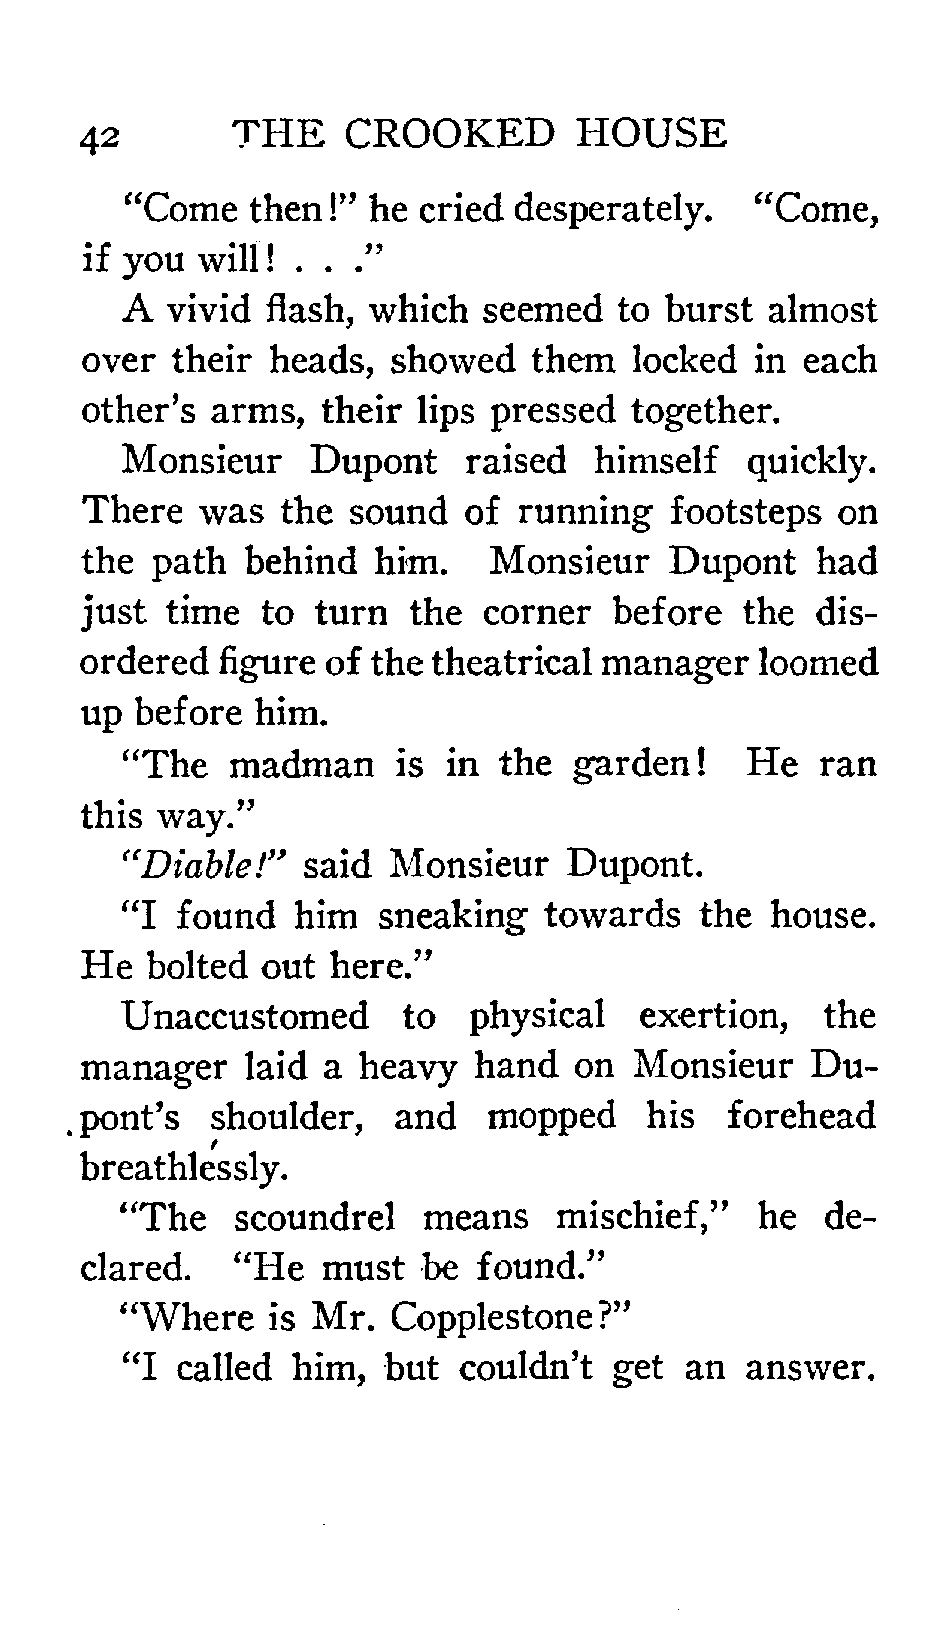 42 THE CROOKED HOUSE
“Come then!” he cried desperately. “Come,
if you will! . . .”
A vivid flash, which seemed to burst almost
over their heads, showed them locked in each
other’s arms, their lips pressed together.
Monsieur Dupont raised himself quickly.
There was the sound of running footsteps on
the path behind him. Monsieur Dupont had
just time to turn the corner before the dis-
ordered figure of the theatrical manager loomed
up before him.
“The madman is in the garden! He ran
this way.”
“Diable!” said Monsieur Dupont.
“I found him sneaking towards the house.
He bolted out here.”
Unaccustomed to physical exertion, the
manager laid a heavy hand on Monsieur Du-
pont’s shoulder, and mopped his forehead
breathlessly.
“The scoundrel means mischief,” he de-
clared. “He must be found.”
“Where is Mr. Copplestone?”
“I called him, but couldn’t get an answer.